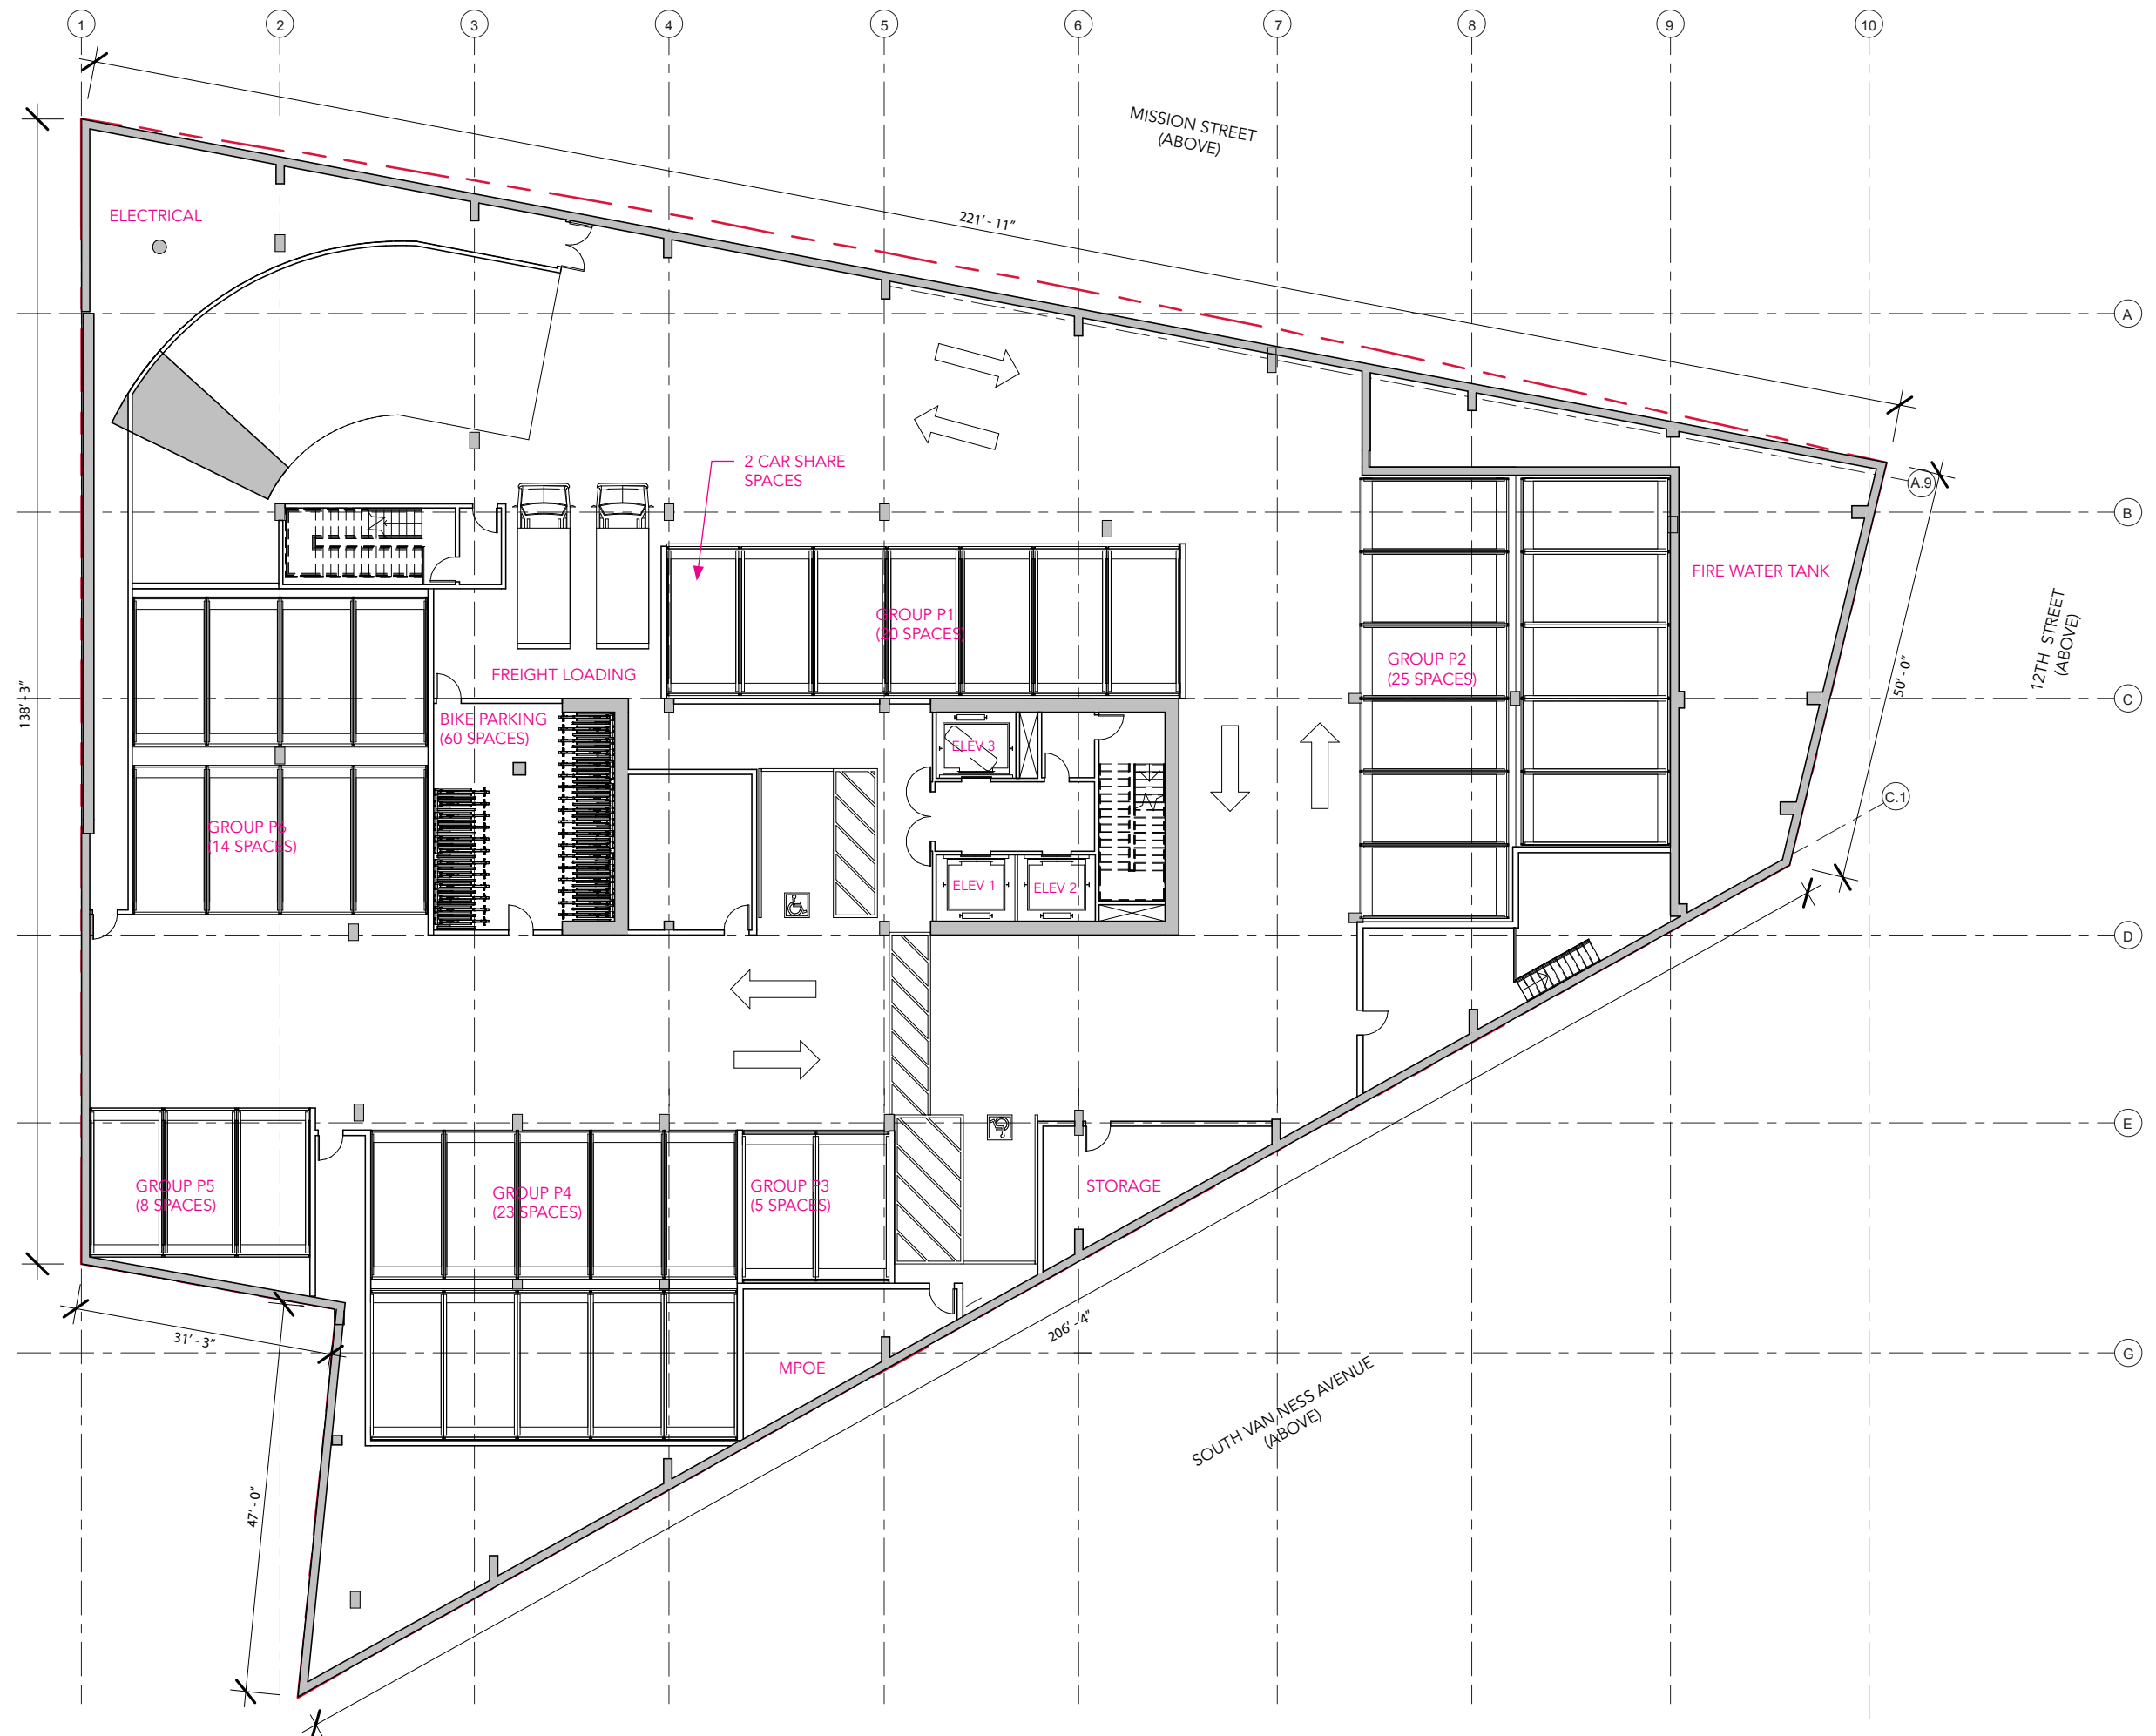 1
2
3
4
5
6
7
8
9
10
MISSION STREET
(ABOVE)
ELECTRICAL
221' - 11"
A
2 CAR SHARE
SPACES
A.9
B
FIRE WATER TANK
GROUP P1
(20 SPACES)
12TH STREET
(ABOVE)
GROUP P2
(25 SPACES)
FREIGHT LOADING
50' - 0"
138' - 3"
C
BIKE PARKING
(60 SPACES)
ELEV 3
C.1
GROUP P6
(14 SPACES)
ELEV 1
ELEV 2
D
E
GROUP P5
(8 SPACES)
GROUP P4
(23 SPACES)
GROUP P3
(5 SPACES)
STORAGE
31' - 3"
206' - 4"
G
MPOE
SOUTH VAN NESS AVENUE
(ABOVE)
47' - 0"